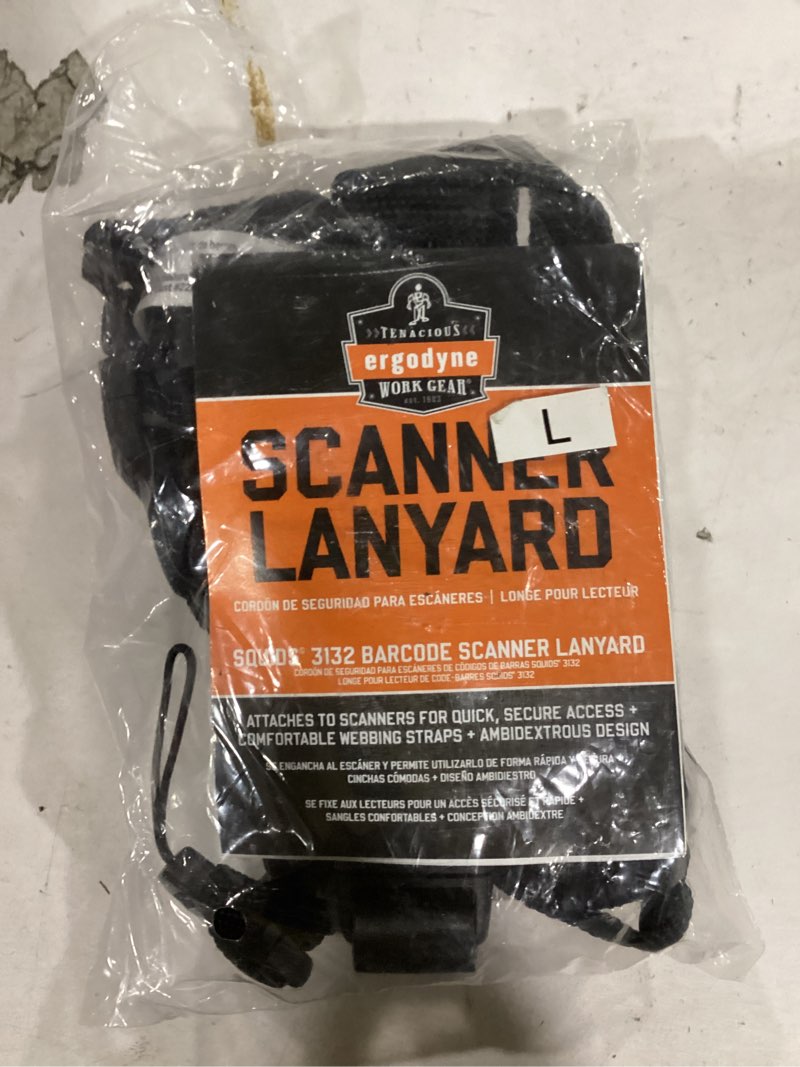 TENACIOUS
ergodyne
WORK GEAR®
est. 1983
L
SCANNER
LANYARD
CORDÓN DE SEGURIDAD PARA ESCÁNERES | LONGE POUR LECTEUR
SQUIDS® 3132 BARCODE SCANNER LANYARD
CORDÓN DE SEGURIDAD PARA ESCÁNERES DE CÓDIGOS DE BARRAS SQUIDS® 3132
LONGE POUR LECTEUR DE CODE-BARRES SQUIDS® 3132
ATTACHES TO SCANNERS FOR QUICK, SECURE ACCESS +
COMFORTABLE WEBBING STRAPS + AMBIDEXTROUS DESIGN
SE ENGANCHA AL ESCÁNER Y PERMITE UTILIZARLO DE FORMA RÁPIDA Y SEGURA +
CINCHAS CÓMODAS + DISEÑO AMBIDIESTRO
SE FIXE AUX LECTEURS POUR UN ACCÈS SÉCURISÉ ET RAPIDE +
SANGLES CONFORTABLES + CONCEPTION AMBIDEXTRE